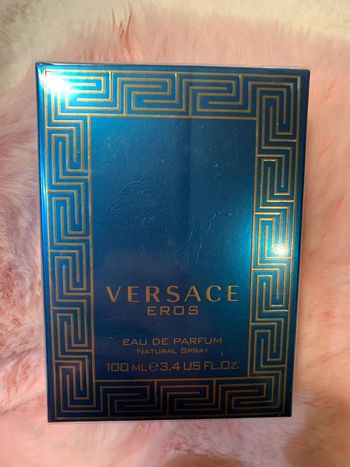 VERSACE
EROS
EAU DE PARFUM
NATURAL SPRAY
100 ML℮3.4 US FL.OZ.